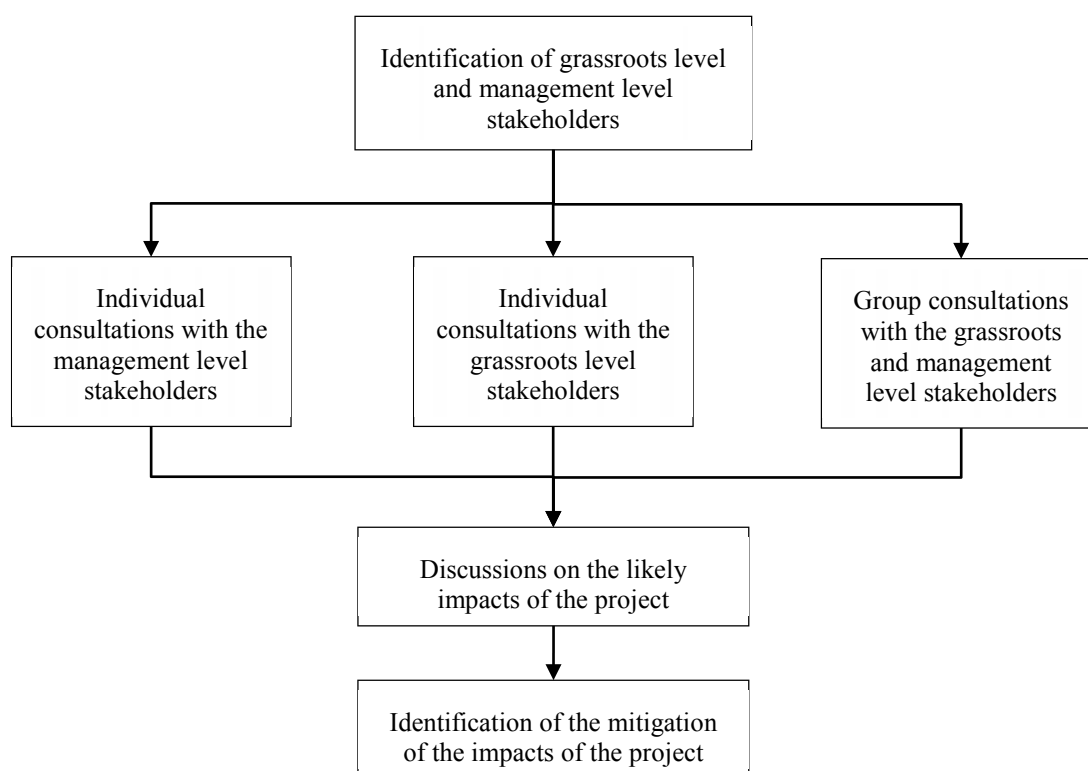 Identification of grassroots level
and management level
stakeholders
Individual
consultations with the
management level
stakeholders
Individual
consultations with the
grassroots level
stakeholders
Group consultations
with the grassroots
and management
level stakeholders
Discussions on the likely
impacts of the project
Identification of the mitigation
of the impacts of the project